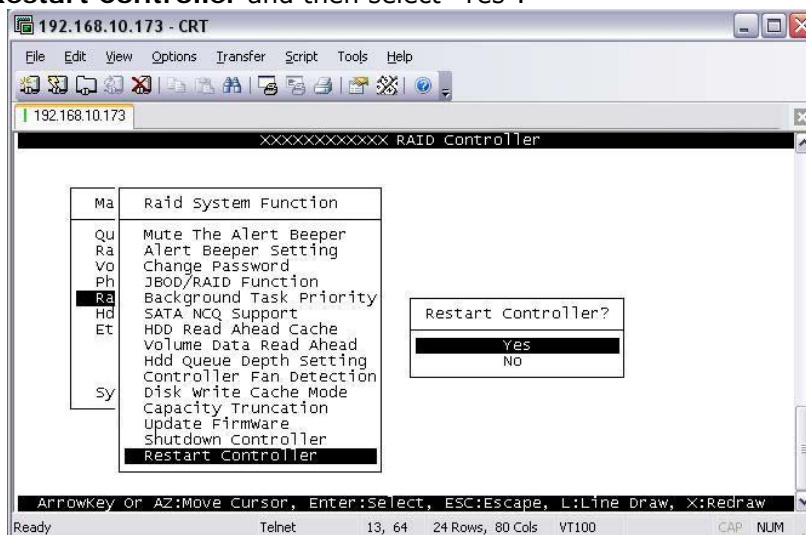 Restart Controller and then select "Yes".
192.168.10.173 - CRT
File Edit View Options Transfer Script Tools Help
192.168.10.173
XXXXXXXXXXXX RAID Controller
Ma
Qu
Ra
Vo
Ph
Ra
Hd
Et
Sy
Raid System Function
Mute The Alert Beeper
Alert Beeper Setting
Change Password
JBOD/RAID Function
Background Task Priority
SATA NCQ Support
HDD Read Ahead Cache
Volume Data Read Ahead
Hdd Queue Depth Setting
Controller Fan Detection
Disk Write Cache Mode
Capacity Truncation
Update Firmware
Shutdown Controller
Restart Controller
Restart Controller?
Yes
No
ArrowKey Or AZ:Move Cursor, Enter:Select, ESC:Escape, L:Line Draw, X:Redraw
Ready Telnet 13, 64 24 Rows, 80 Cols VT100 CAP NUM